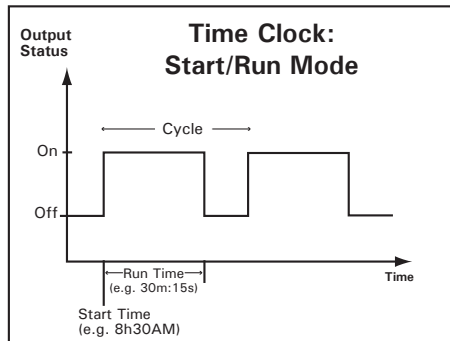 Output
Status
Time Clock:
Start/Run Mode
Cycle
On
Off
Run Time
(e.g. 30m:15s)
Time
Start Time
(e.g. 8h30AM)